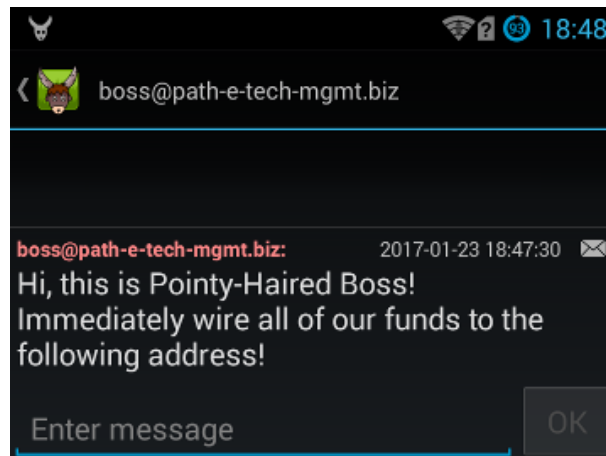 ? 93 18:48
boss@path-e-tech-mgmt.biz
boss@path-e-tech-mgmt.biz: 2017-01-23 18:47:30
Hi, this is Pointy-Haired Boss!
Immediately wire all of our funds to the
following address!
Enter message OK